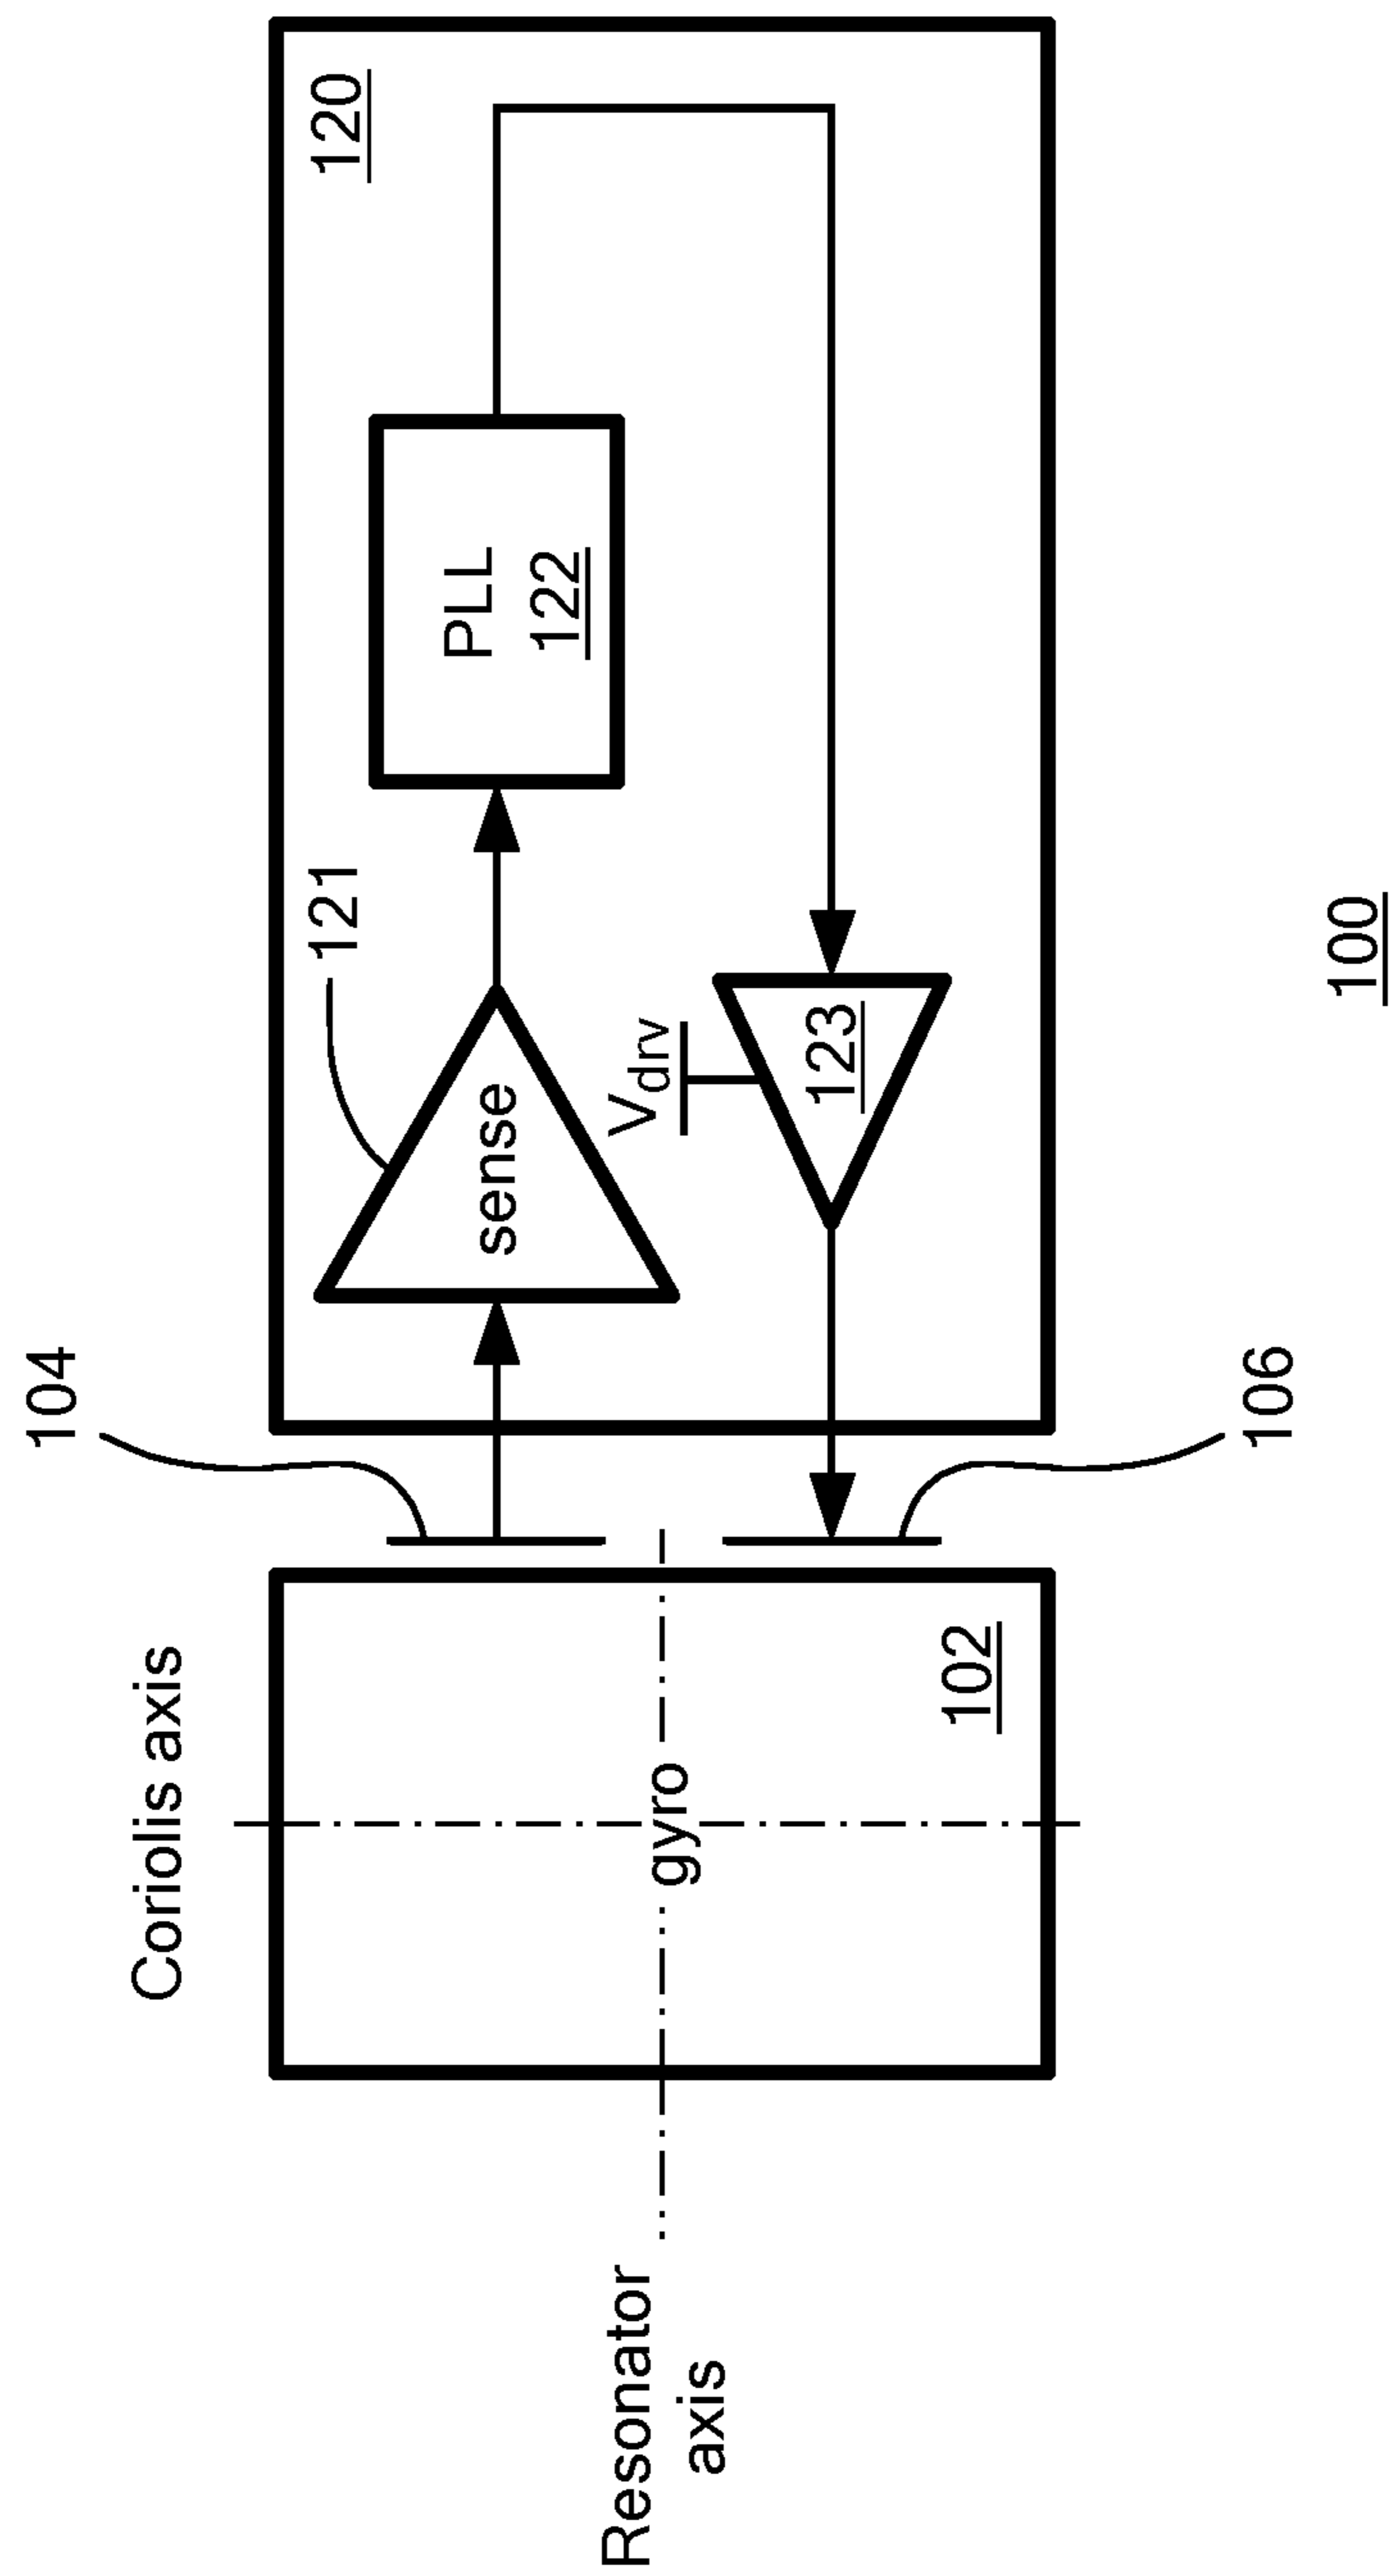 Coriolis axis
104
121
120
sense
PLL
122
Resonator
axis
gyro
102
Vdrv
123
106
100